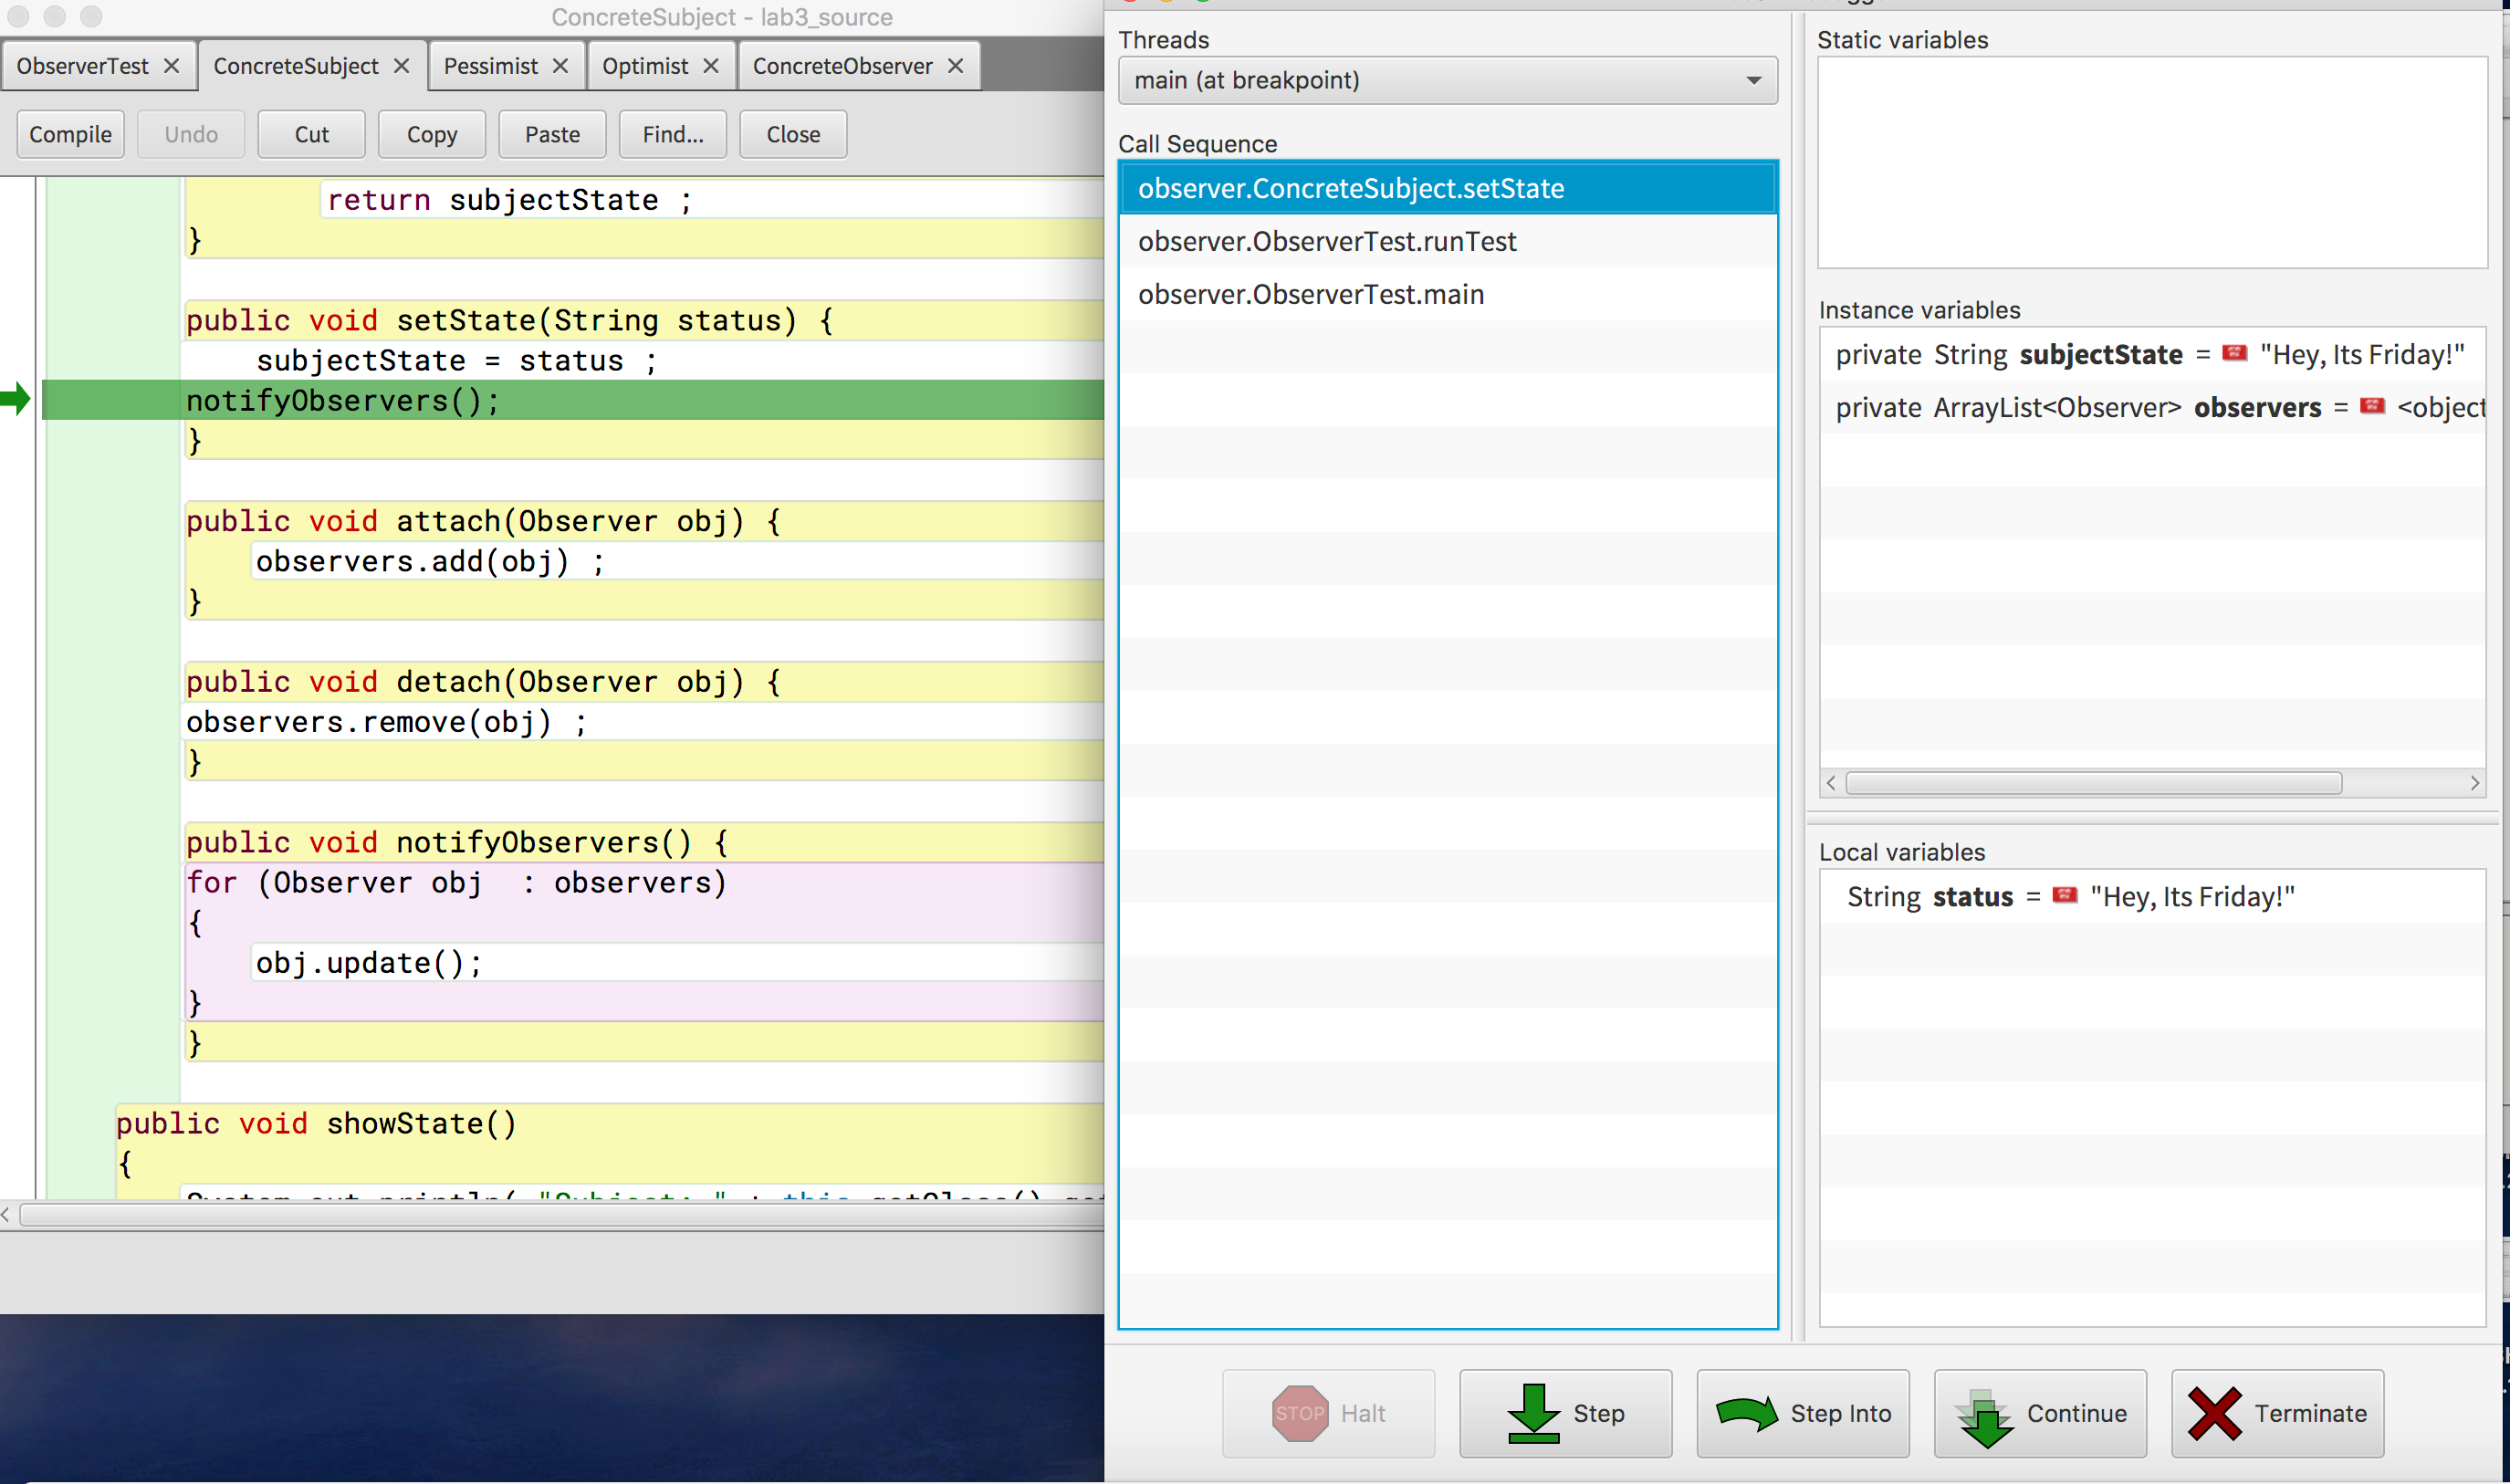 ConcreteSubject - lab3_source
ObserverTest
ConcreteSubject
Pessimist
Optimist
ConcreteObserver
Compile
Undo
Cut
Copy
Paste
Find...
Close
return subjectState ;
}
public void setState(String status) {
subjectState = status ;
notifyObservers();
}
public void attach(Observer obj) {
observers.add(obj) ;
}
public void detach(Observer obj) {
observers.remove(obj) ;
}
public void notifyObservers() {
for (Observer obj  : observers)
{
obj.update();
}
}
public void showState()
{
Threads
main (at breakpoint)
Call Sequence
observer.ConcreteSubject.setState
observer.ObserverTest.runTest
observer.ObserverTest.main
Static variables
Instance variables
private String subjectState = "Hey, Its Friday!"
private ArrayList<Observer> observers = <object
Local variables
String status = "Hey, Its Friday!"
STOP Halt
Step
Step Into
Continue
Terminate